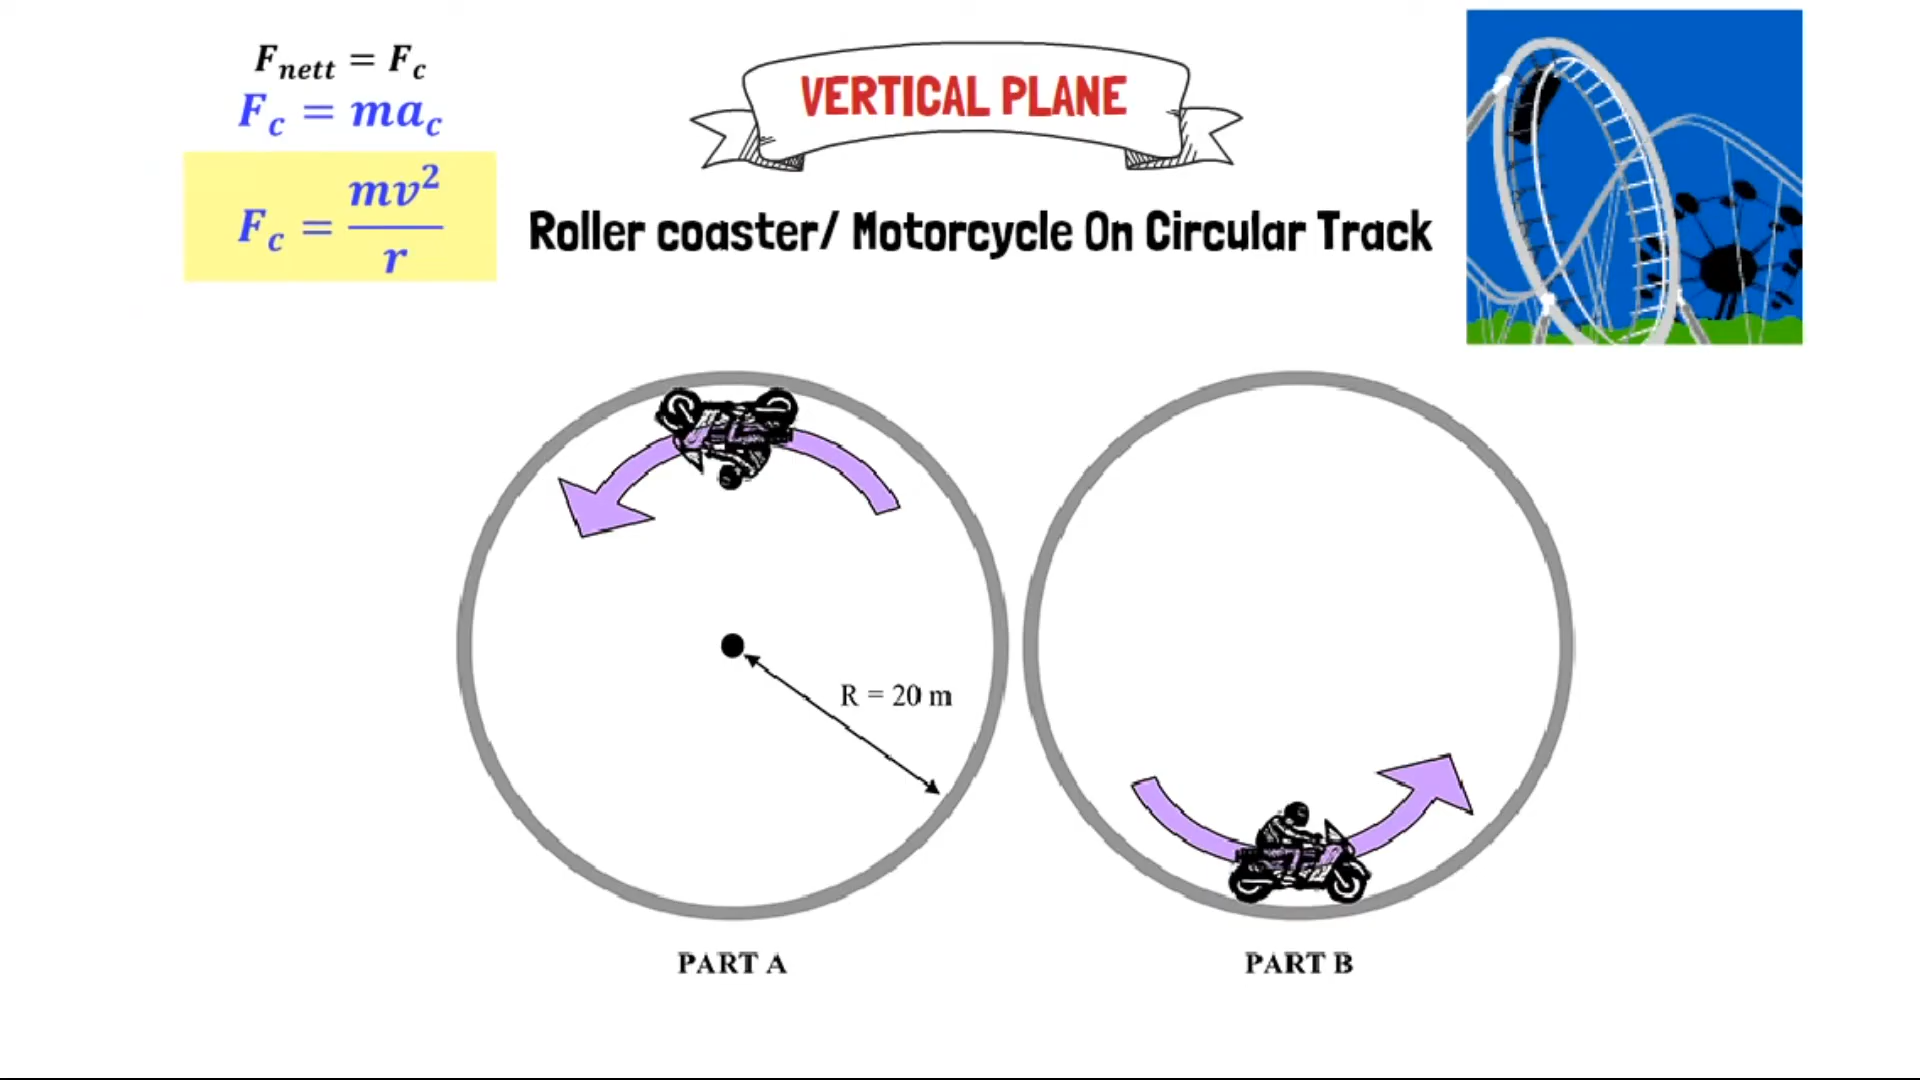 F_nett = F_c
F_c = ma_c
F_c = mv²/r
VERTICAL PLANE
Roller coaster/ Motorcycle On Circular Track
R = 20 m
PART A
PART B